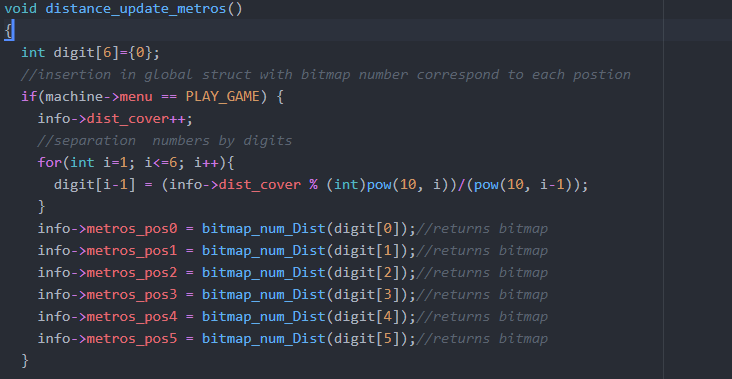 void distance_update_metros()
{
  int digit[6]={0};
  //insertion in global struct with bitmap number correspond to each postion
  if(machine->menu == PLAY_GAME) {
    info->dist_cover++;
    //separation  numbers by digits
    for(int i=1; i<=6; i++){
      digit[i-1] = (info->dist_cover % (int)pow(10, i))/(pow(10, i-1));
    }
    info->metros_pos0 = bitmap_num_Dist(digit[0]);//returns bitmap
    info->metros_pos1 = bitmap_num_Dist(digit[1]);//returns bitmap
    info->metros_pos2 = bitmap_num_Dist(digit[2]);//returns bitmap
    info->metros_pos3 = bitmap_num_Dist(digit[3]);//returns bitmap
    info->metros_pos4 = bitmap_num_Dist(digit[4]);//returns bitmap
    info->metros_pos5 = bitmap_num_Dist(digit[5]);//returns bitmap
  }